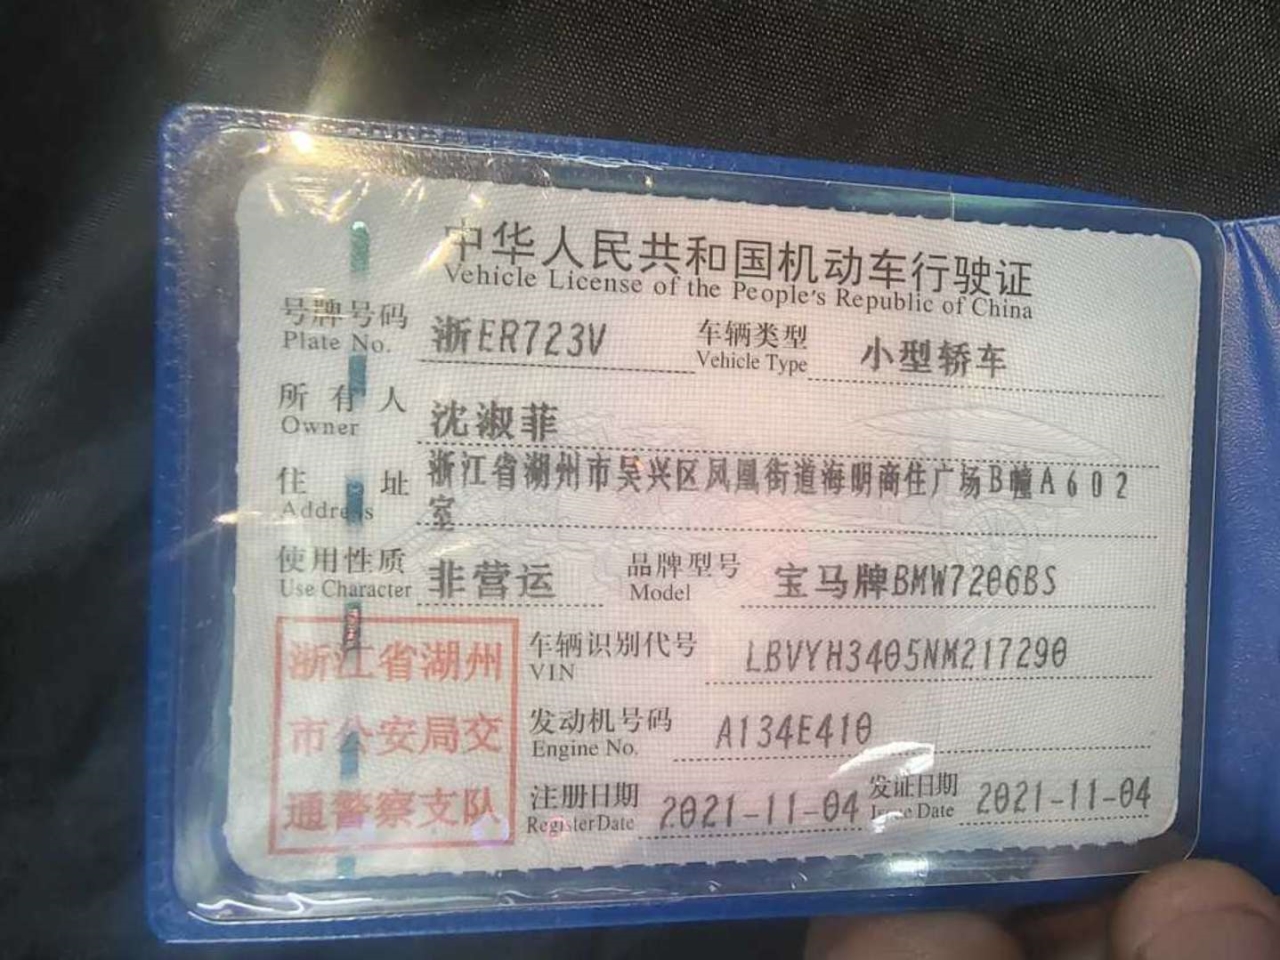 中华人民共和国机动车行驶证
Vehicle License of the People's Republic of China
号牌号码 浙ER723V 车辆类型 小型轿车
Plate No. Vehicle Type
所有人 沈淑菲
Owner
住址 浙江省湖州市吴兴区凤凰街道海明商住广场B幢A602
Address 室
使用性质 非营运 品牌型号 宝马牌BMW7206BS
Use Character Model
浙江省湖州 车辆识别代号 LBVYH3405NM217290
VIN
市公安局交 发动机号码 A134E410
Engine No.
通警察支队 注册日期 2021-11-04 发证日期 2021-11-04
Register Date Issue Date